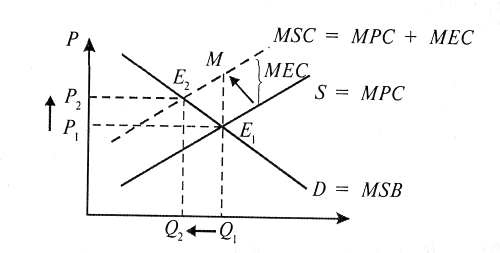 P
MSC = MPC + MEC
M
MEC
E2
P2
S = MPC
P1
E1
D = MSB
Q2
Q1